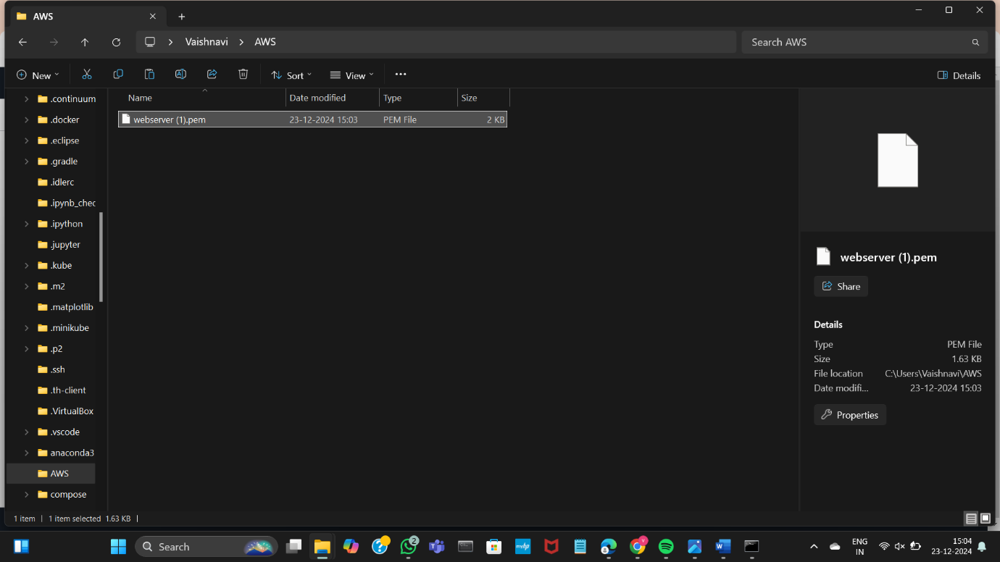 AWS
Vaishnavi
AWS
Search AWS
New
Sort
View
Details
Name
Date modified
Type
Size
webserver (1).pem
23-12-2024 15:03
PEM File
2 KB
.continuum
.docker
.eclipse
.gradle
.idlerc
.ipynb_chec
.ipython
.jupyter
.kube
.m2
.matplotlib
.minikube
.p2
.ssh
.th-client
.VirtualBox
.vscode
anaconda3
AWS
compose
webserver (1).pem
Share
Details
Type PEM File
Size 1.63 KB
File location C:\Users\Vaishnavi\AWS
Date modifi... 23-12-2024 15:03
Properties
1 item | 1 item selected 1.63 KB |
Search
2
myhp
V
ENG
IN
15:04
23-12-2024